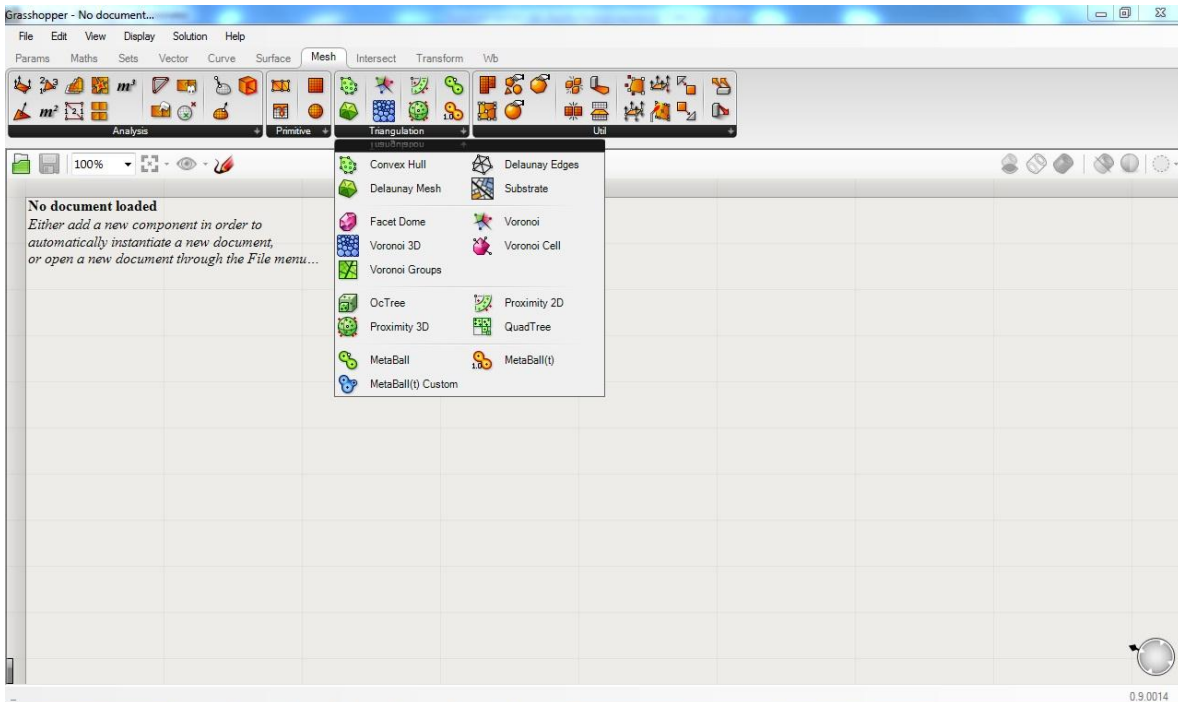 Grasshopper - No document...
File Edit View Display Solution Help
Params Maths Sets Vector Curve Surface Mesh Intersect Transform Wb
Analysis Primitive Triangulation Util
100%
Convex Hull Delaunay Edges
Delaunay Mesh Substrate
Facet Dome Voronoi
Voronoi 3D Voronoi Cell
Voronoi Groups
OcTree Proximity 2D
Proximity 3D QuadTree
MetaBall MetaBall(t)
MetaBall(t) Custom
No document loaded
Either add a new component in order to
automatically instantiate a new document,
or open a new document through the File menu...
0.9.0014